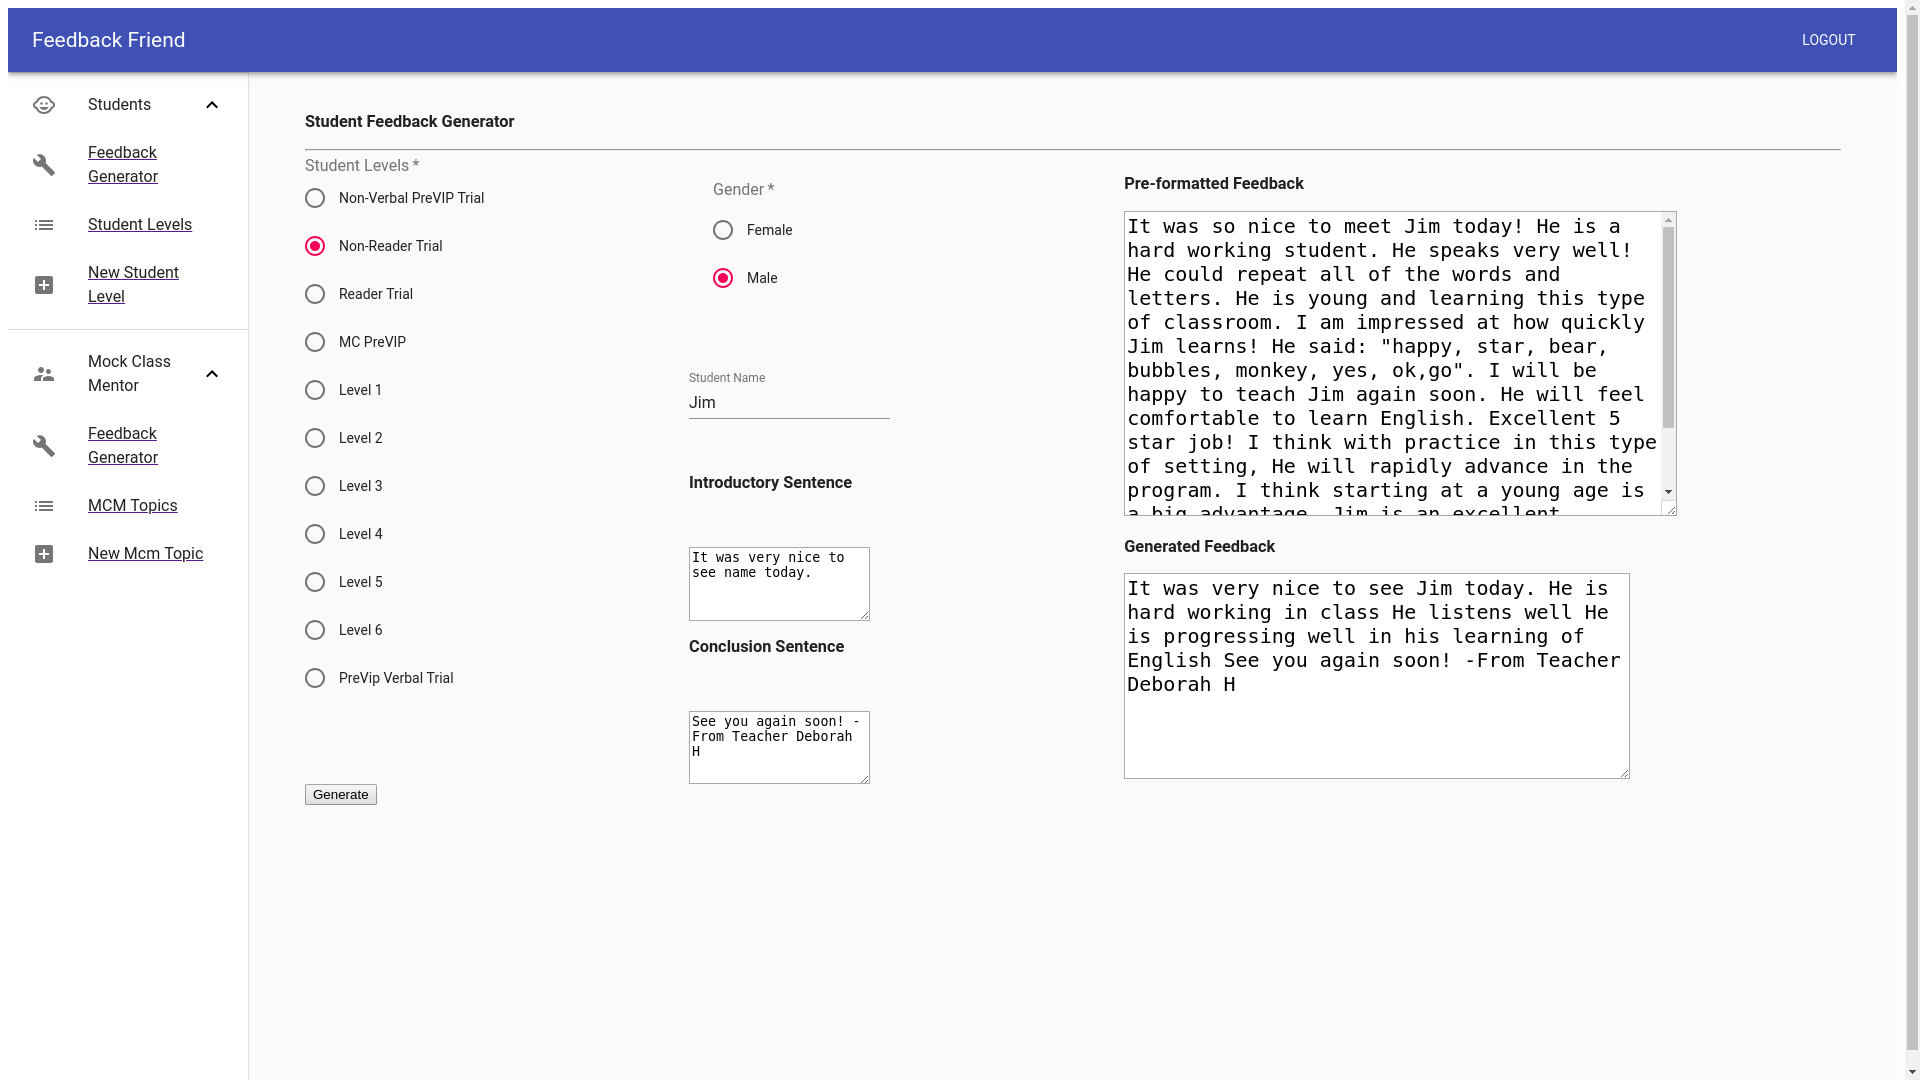 Feedback Friend
LOGOUT
Students
Feedback
Generator
Student Levels
New Student
Level
Mock Class
Mentor
Feedback
Generator
MCM Topics
New Mcm Topic
Student Feedback Generator
Student Levels *
Non-Verbal PreVIP Trial
Non-Reader Trial
Reader Trial
MC PreVIP
Level 1
Level 2
Level 3
Level 4
Level 5
Level 6
PreVip Verbal Trial
Generate
Gender *
Female
Male
Student Name
Jim
Introductory Sentence
It was very nice to
see name today.
Conclusion Sentence
See you again soon! -
From Teacher Deborah
H
Pre-formatted Feedback
It was so nice to meet Jim today! He is a
hard working student. He speaks very well!
He could repeat all of the words and
letters. He is young and learning this type
of classroom. I am impressed at how quickly
Jim learns! He said: "happy, star, bear,
bubbles, monkey, yes, ok,go". I will be
happy to teach Jim again soon. He will feel
comfortable to learn English. Excellent 5
star job! I think with practice in this type
of setting, He will rapidly advance in the
program. I think starting at a young age is
a big advantage. Jim is an excellent
Generated Feedback
It was very nice to see Jim today. He is
hard working in class He listens well He
is progressing well in his learning of
English See you again soon! -From Teacher
Deborah H